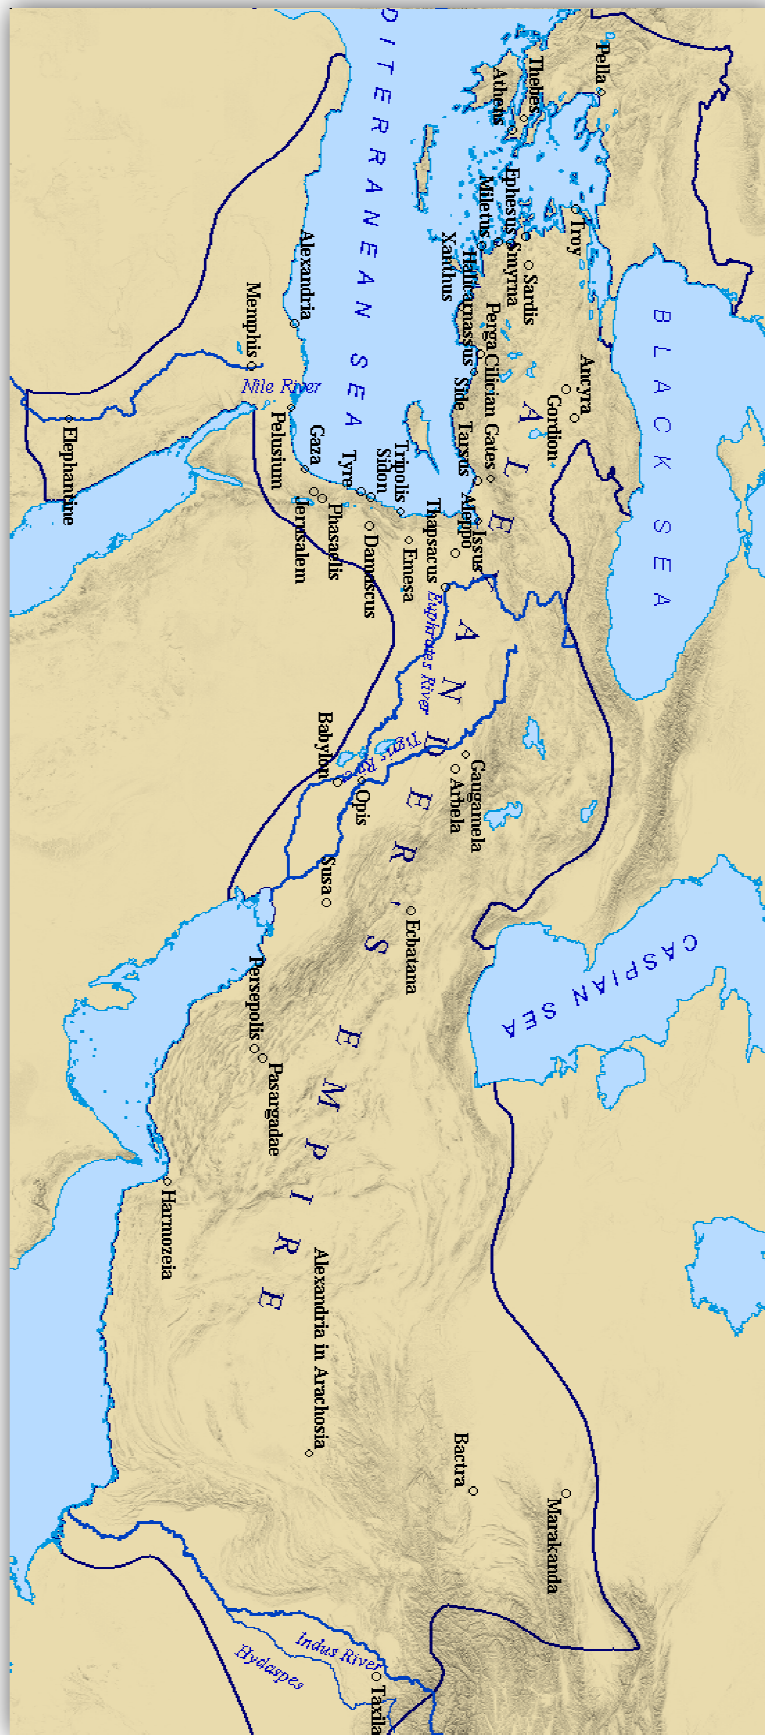 DITERRANEAN SEA
BLACK SEA
CASPIAN SEA
ALEXANDER'S EMPIRE
Pella
Thebes
Athens
Troy
Ephesus
Smyrna
Sardis
Miletus
Halicarnassus
Xanthus
Perga
Side
Cilician Gates
Tarsus
Ancyra
Gordion
Issus
Aleppo
Thapsacus
Euphrates River
Tigris River
Tripolis
Sidon
Tyre
Emesa
Damascus
Gaza
Phasaelis
Jerusalem
Pelusium
Alexandria
Memphis
Nile River
Elephantine
Gaugamela
Arbela
Opis
Babylon
Susa
Ecbatana
Persepolis
Pasargadae
Harmozeia
Alexandria in Arachosia
Bactra
Marakanda
Indus River
Hydaspes
Taxila